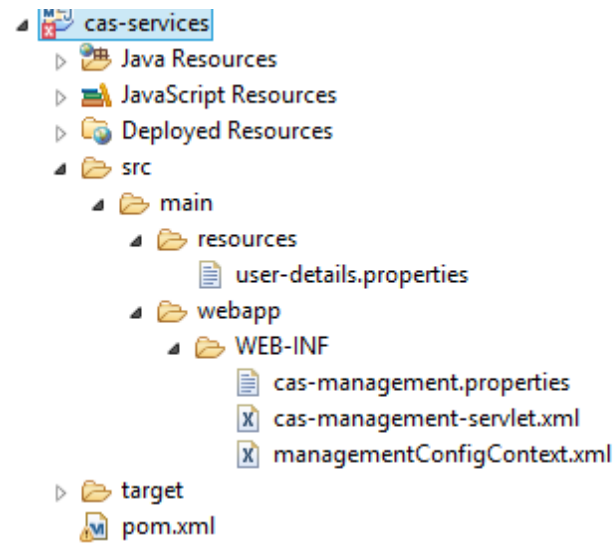 cas-services
Java Resources
JavaScript Resources
Deployed Resources
src
main
resources
user-details.properties
webapp
WEB-INF
cas-management.properties
cas-management-servlet.xml
managementConfigContext.xml
target
pom.xml